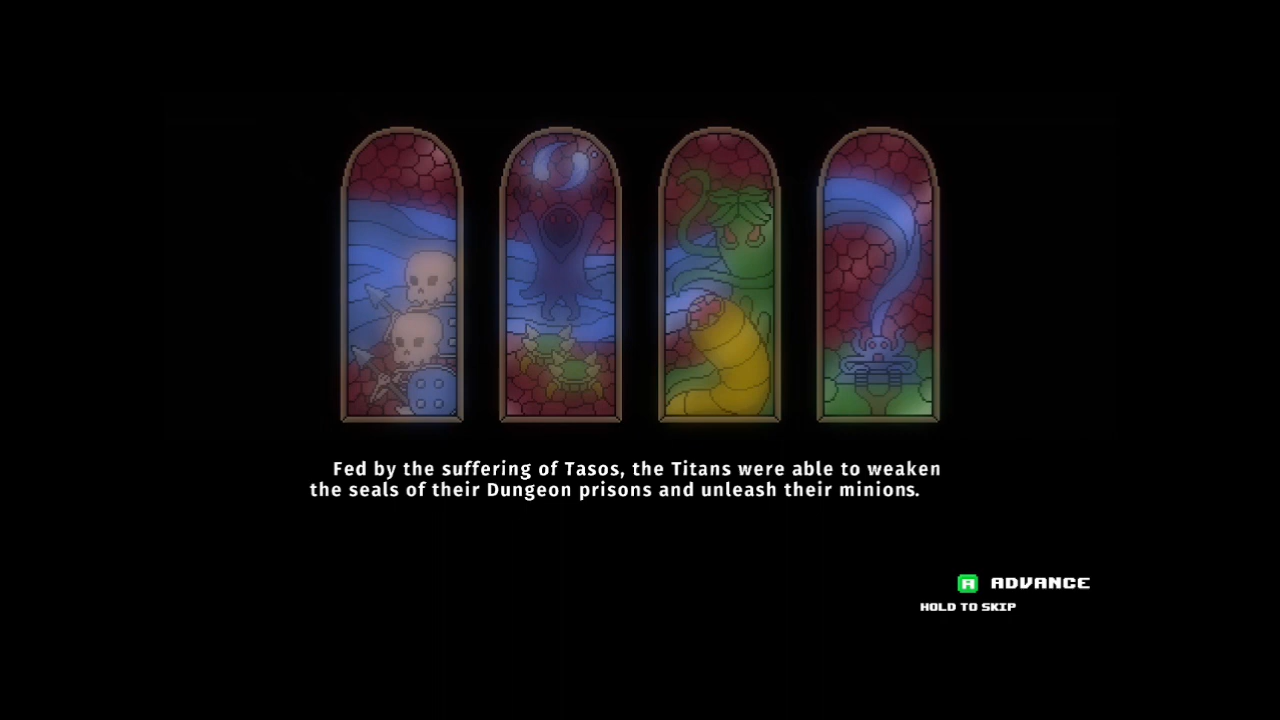 Fed by the suffering of Tasos, the Titans were able to weaken
the seals of their Dungeon prisons and unleash their minions.
A ADVANCE
HOLD TO SKIP